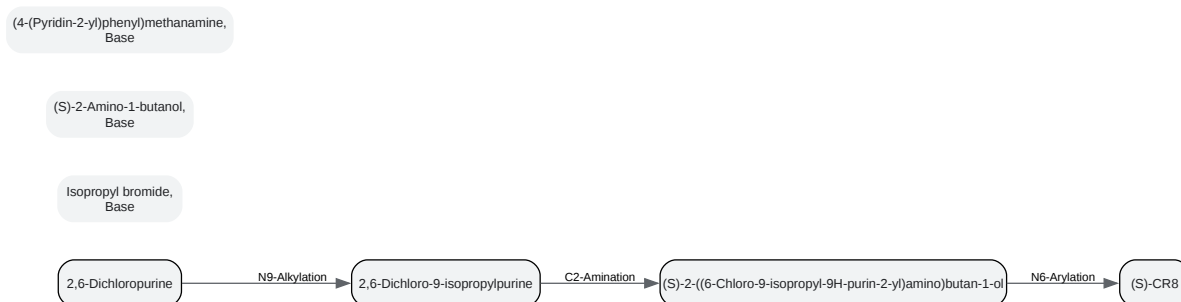 (4-(Pyridin-2-yl)phenyl)methanamine,
Base
(S)-2-Amino-1-butanol,
Base
Isopropyl bromide,
Base
2,6-Dichloropurine
N9-Alkylation
2,6-Dichloro-9-isopropylpurine
C2-Amination
(S)-2-((6-Chloro-9-isopropyl-9H-purin-2-yl)amino)butan-1-ol
N6-Arylation
(S)-CR8